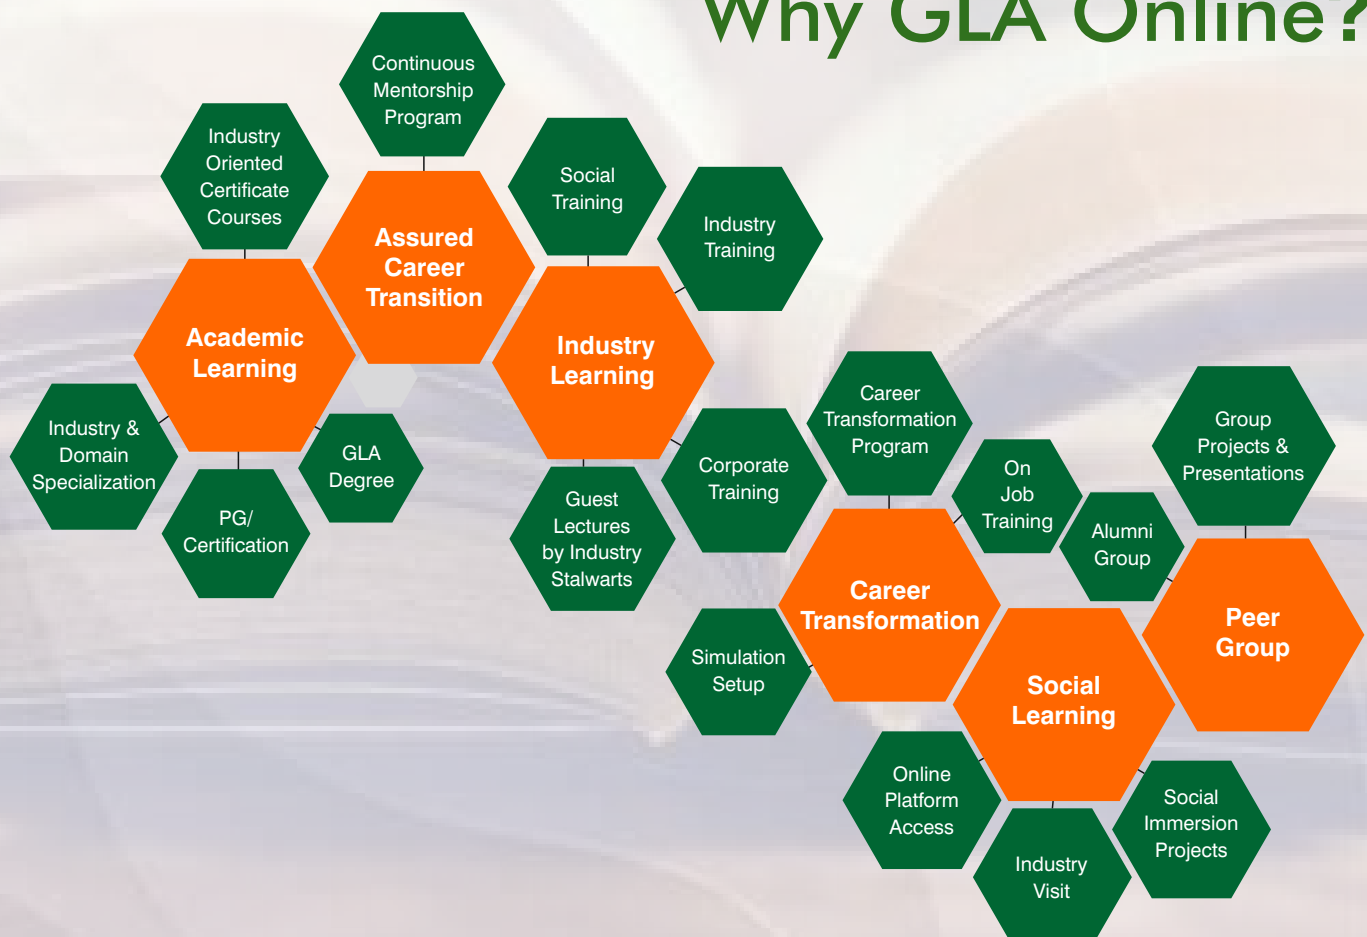 Why GLA Online?
Continuous
Mentorship
Program
Industry
Oriented
Certificate
Courses
Assured
Career
Transition
Social
Training
Industry
Training
Academic
Learning
Industry
Learning
Industry &
Domain
Specialization
PG/
Certification
GLA
Degree
Guest
Lectures
by Industry
Stalwarts
Corporate
Training
Career
Transformation
Program
On
Job
Training
Alumni
Group
Group
Projects &
Presentations
Career
Transformation
Peer
Group
Simulation
Setup
Social
Learning
Online
Platform
Access
Industry
Visit
Social
Immersion
Projects